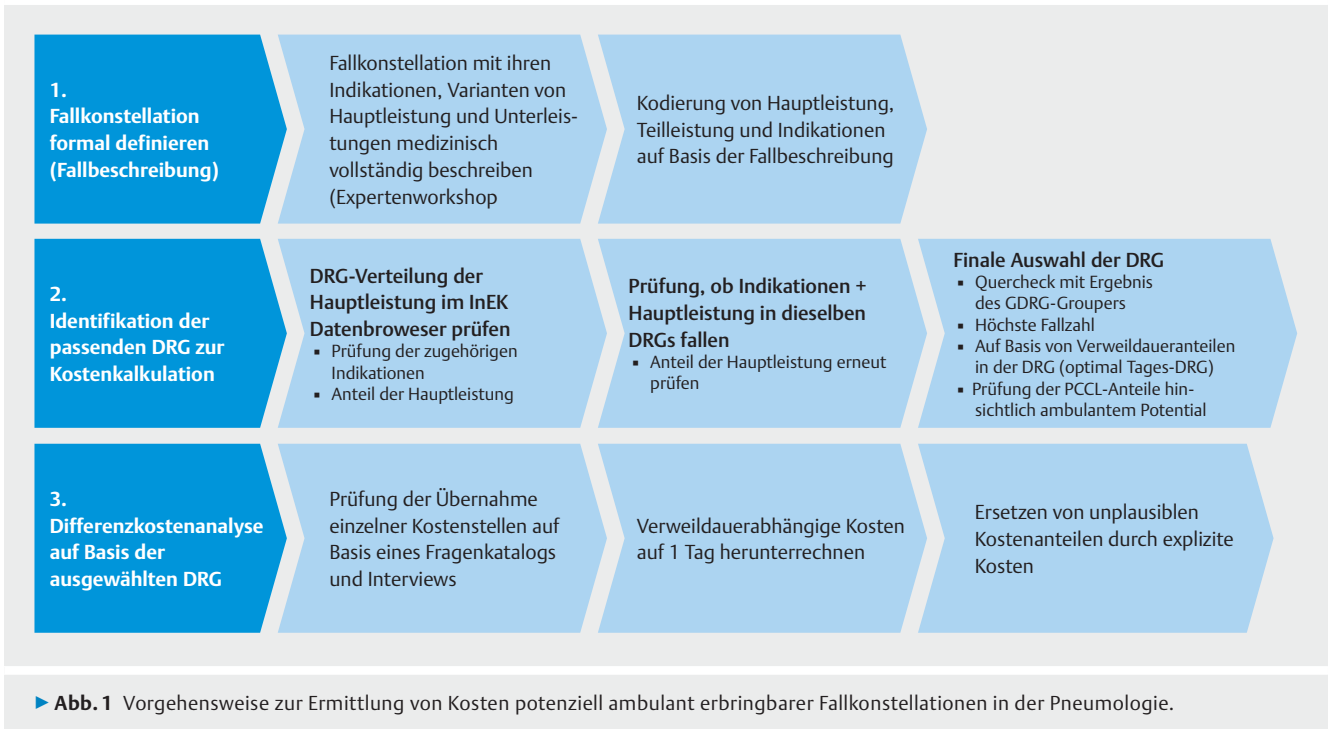 1.
Fallkonstellation
formal definieren
(Fallbeschreibung)
Fallkonstellation mit ihren
Indikationen, Varianten von
Hauptleistung und Unterleis-
tungen medizinisch
vollständig beschreiben
(Expertenworkshop
Kodierung von Hauptleistung,
Teilleistung und Indikationen
auf Basis der Fallbeschreibung
2.
Identifikation der
passenden DRG zur
Kostenkalkulation
DRG-Verteilung der
Hauptleistung im InEK
Datenbroweser prüfen
▪ Prüfung der zugehörigen
Indikationen
▪ Anteil der Hauptleistung
Prüfung, ob Indikationen +
Hauptleistung in dieselben
DRGs fallen
▪ Anteil der Hauptleistung erneut
prüfen
Finale Auswahl der DRG
▪ Quercheck mit Ergebnis
des GDRG-Groupers
▪ Höchste Fallzahl
▪ Auf Basis von Verweildaueranteilen
in der DRG (optimal Tages-DRG)
▪ Prüfung der PCCL-Anteile hin-
sichtlich ambulantem Potential
3.
Differenzkostenanalyse
auf Basis der
ausgewählten DRG
Prüfung der Übernahme
einzelner Kostenstellen auf
Basis eines Fragenkatalogs
und Interviews
Verweildauerabhängige Kosten
auf 1 Tag herunterrechnen
Ersetzen von unplausiblen
Kostenanteilen durch explizite
Kosten
▶ Abb. 1 Vorgehensweise zur Ermittlung von Kosten potenziell ambulant erbringbarer Fallkonstellationen in der Pneumologie.